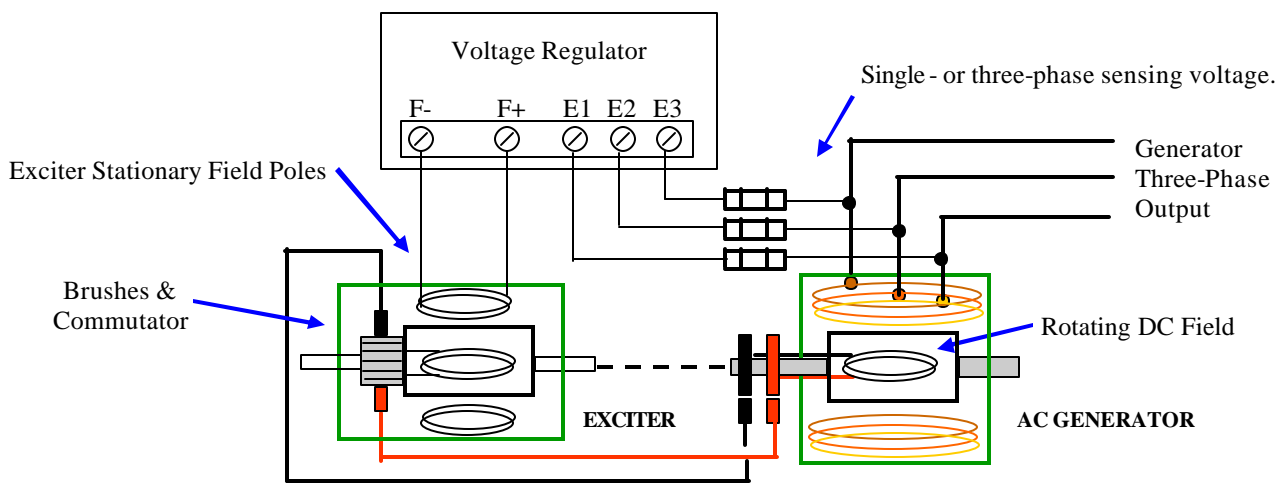 Voltage Regulator
Single - or three-phase sensing voltage.
F- F+ E1 E2 E3
Generator
Three-Phase
Output
Exciter Stationary Field Poles
Brushes &
Commutator
Rotating DC Field
EXCITER
AC GENERATOR